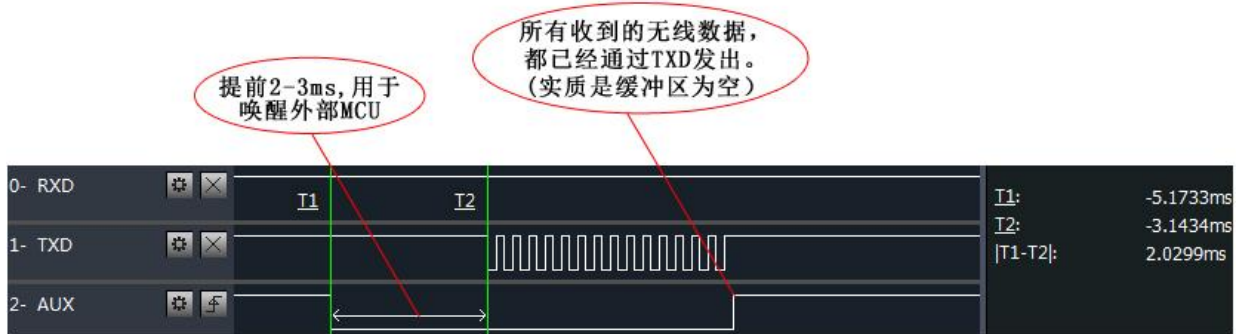 所有收到的无线数据，
都已经通过TXD发出。
(实质是缓冲区为空）
提前2-3ms,用于
唤醒外部MCU
0- RXD
T1
T2
1- TXD
2- AUX
T1: -5.1733ms
T2: -3.1434ms
|T1-T2|: 2.0299ms